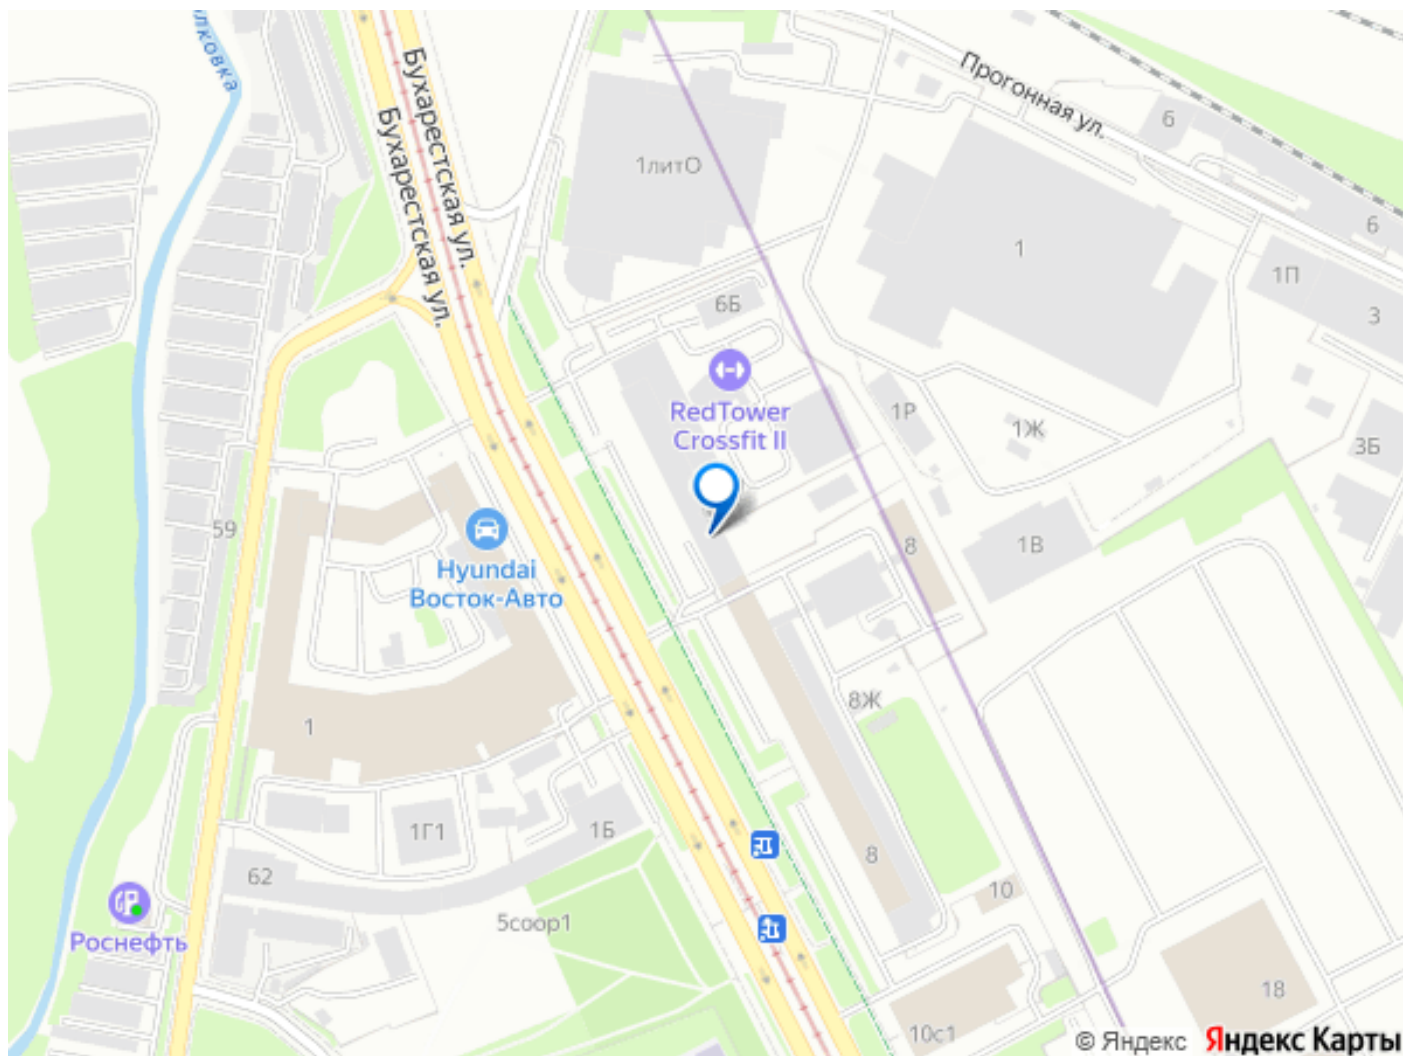 лковка
Бухарестская ул.
Бухарестская ул.
Прогонная ул.
6
1литО
6
1
1П
3
6Б
RedTower
Crossfit II
1Р
1Ж
3Б
59
Hyundai
Восток-Авто
8
1В
8Ж
1
1Г1
1Б
8
62
10
5соор1
Роснефть
18
10с1
© Яндекс
Яндекс Карты